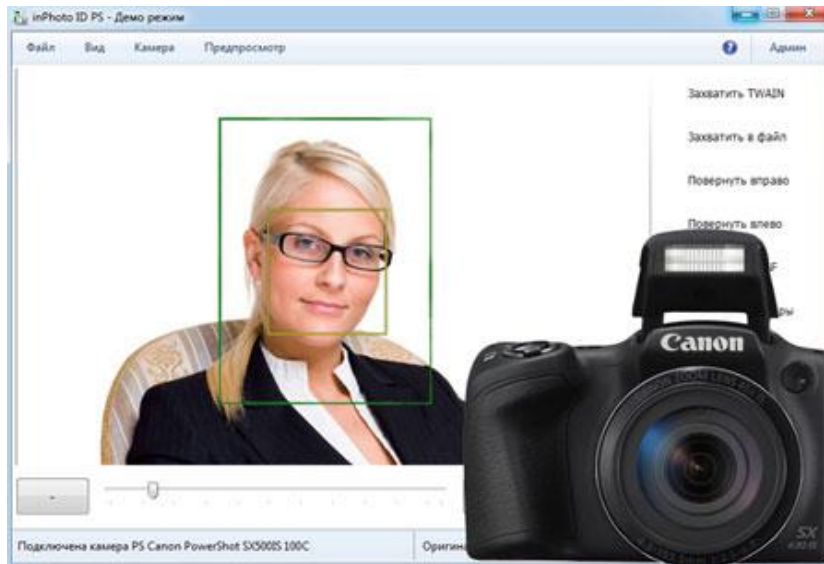 inPhoto ID PS - Демо режим
Файл Вид Камера Предпросмотр Админ
Захватить TWAIN
Захватить в файл
Повернуть вправо
Повернуть влево
Canon
-
SX
Подключена камера PS Canon PowerShot SX500IS 100C